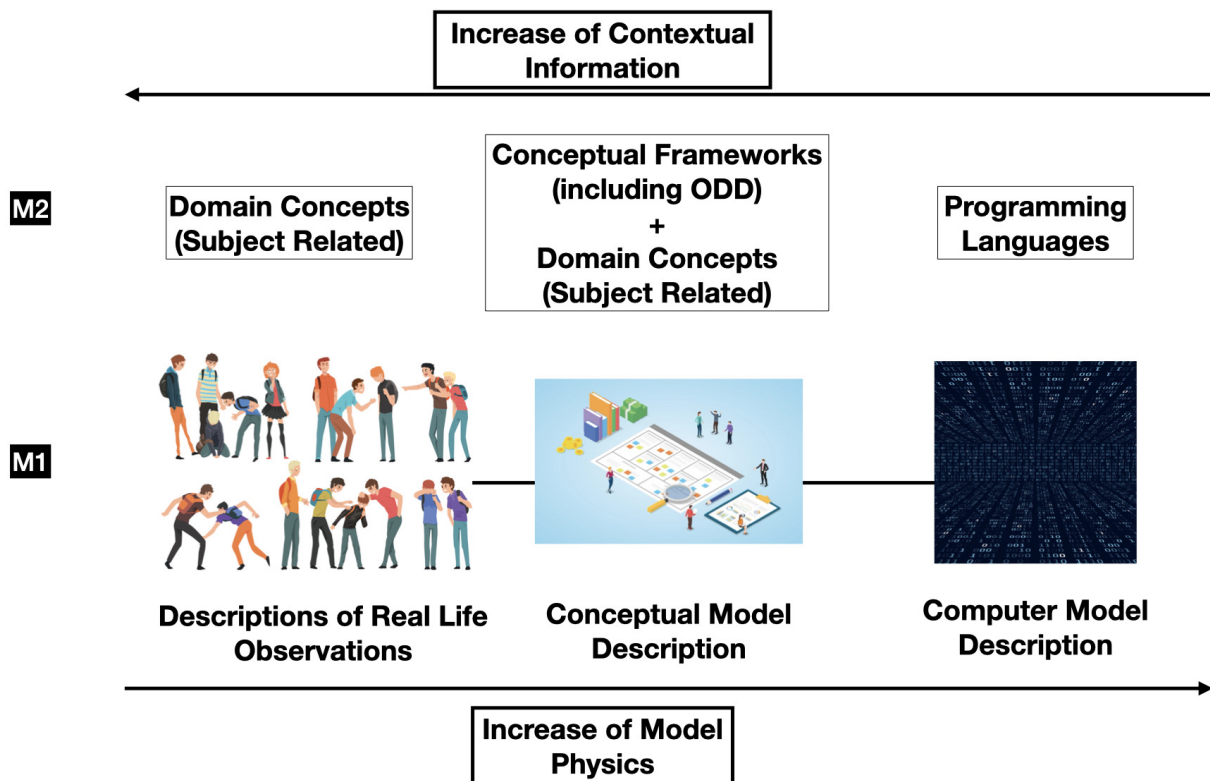 Increase of Contextual
Information
M2
Domain Concepts
(Subject Related)
Conceptual Frameworks
(including ODD)
+
Domain Concepts
(Subject Related)
Programming
Languages
M1
Descriptions of Real Life
Observations
Conceptual Model
Description
Computer Model
Description
Increase of Model
Physics